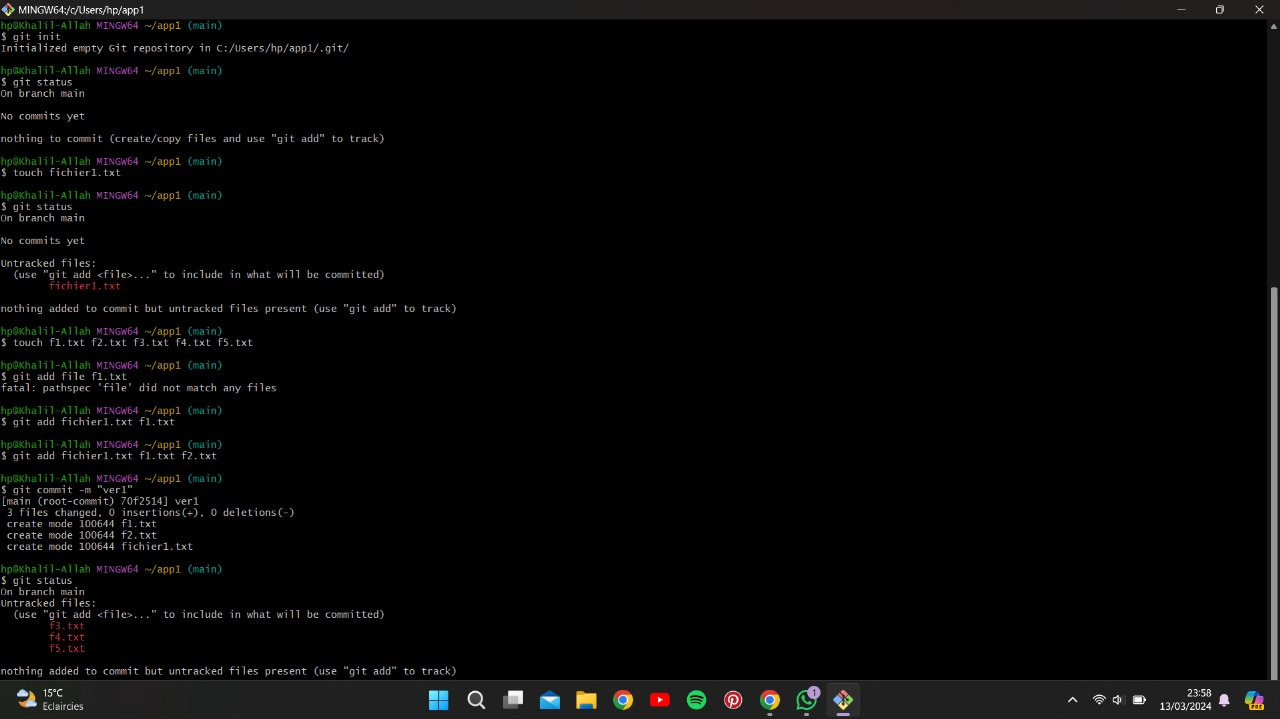 MINGW64:/c/Users/hp/app1
hp@Khalil-Allah MINGW64 ~/app1 (main)
$ git init
Initialized empty Git repository in C:/Users/hp/app1/.git/
hp@Khalil-Allah MINGW64 ~/app1 (main)
$ git status
On branch main
No commits yet
nothing to commit (create/copy files and use "git add" to track)
hp@Khalil-Allah MINGW64 ~/app1 (main)
$ touch fichier1.txt
hp@Khalil-Allah MINGW64 ~/app1 (main)
$ git status
On branch main
No commits yet
Untracked files:
(use "git add <file>..." to include in what will be committed)
fichier1.txt
nothing added to commit but untracked files present (use "git add" to track)
hp@Khalil-Allah MINGW64 ~/app1 (main)
$ touch f1.txt f2.txt f3.txt f4.txt f5.txt
hp@Khalil-Allah MINGW64 ~/app1 (main)
$ git add file f1.txt
fatal: pathspec 'file' did not match any files
hp@Khalil-Allah MINGW64 ~/app1 (main)
$ git add fichier1.txt f1.txt
hp@Khalil-Allah MINGW64 ~/app1 (main)
$ git add fichier1.txt f1.txt f2.txt
hp@Khalil-Allah MINGW64 ~/app1 (main)
$ git commit -m "ver1"
[main (root-commit) 70f2514] ver1
3 files changed, 0 insertions(+), 0 deletions(-)
create mode 100644 f1.txt
create mode 100644 f2.txt
create mode 100644 fichier1.txt
hp@Khalil-Allah MINGW64 ~/app1 (main)
$ git status
On branch main
Untracked files:
(use "git add <file>..." to include in what will be committed)
f3.txt
f4.txt
f5.txt
nothing added to commit but untracked files present (use "git add" to track)
15°C
Eclaircies
1
23:58
13/03/2024
PRE